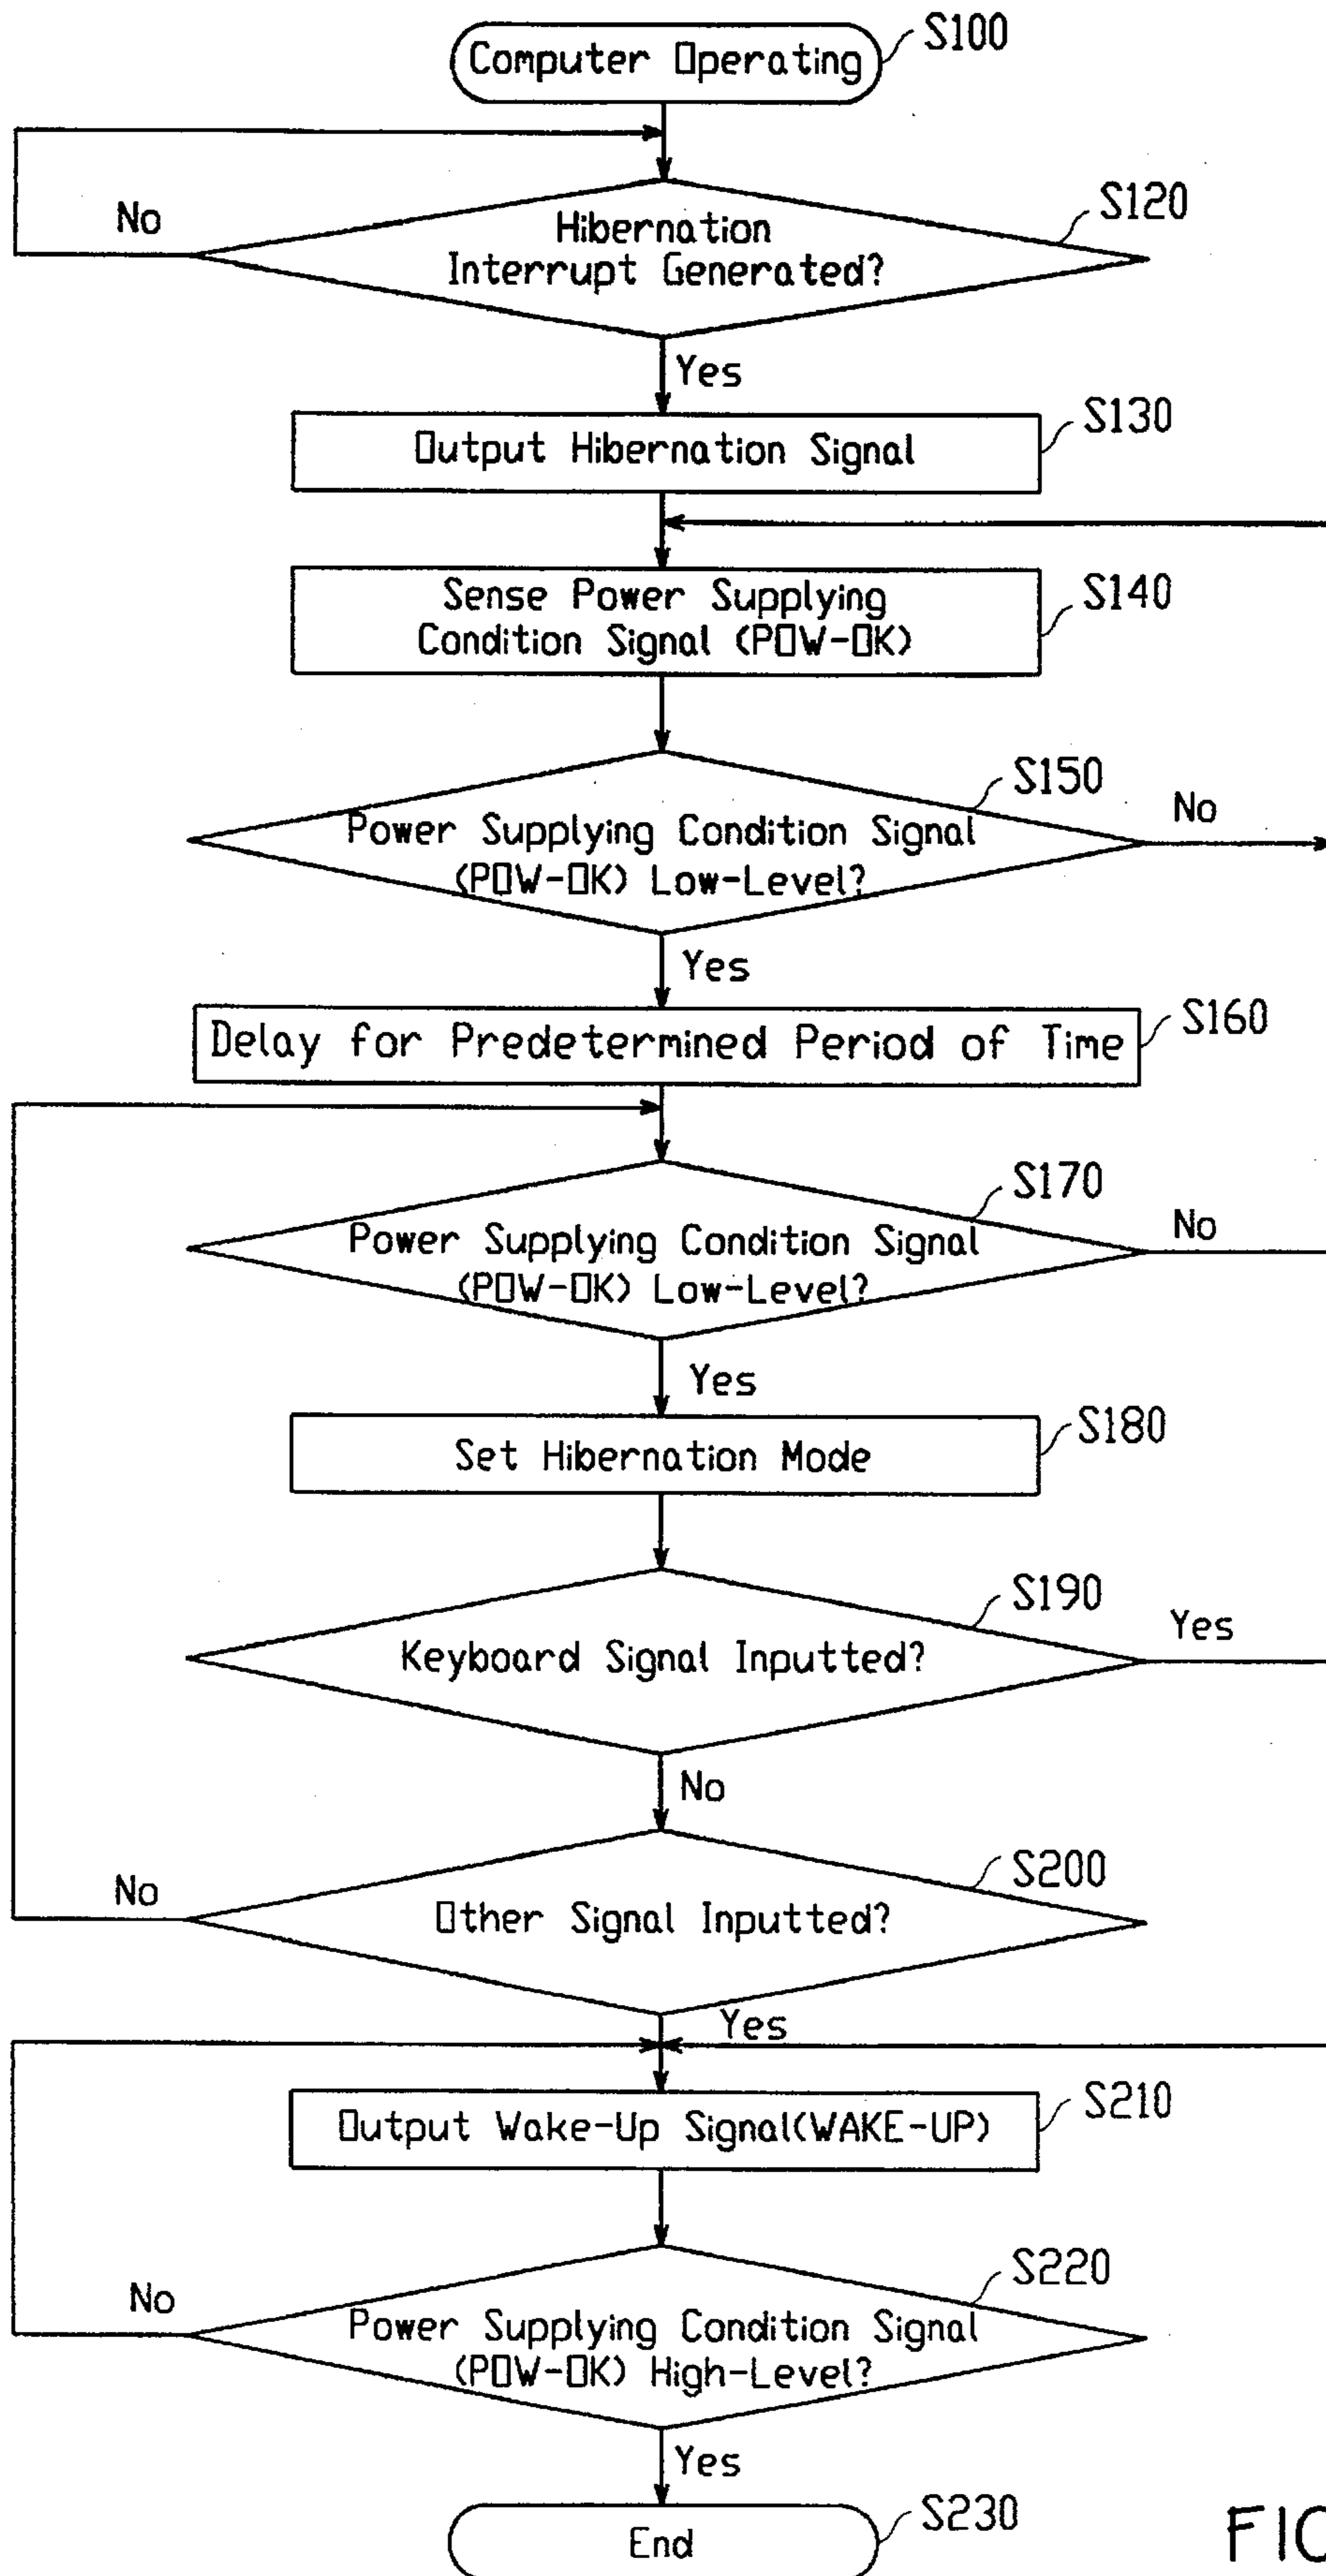 Computer Operating
S100
No
Hibernation
Interrupt Generated?
S120
Yes
Output Hibernation Signal
S130
Sense Power Supplying
Condition Signal (POW-OK)
S140
Power Supplying Condition Signal
(POW-OK) Low-Level?
S150
No
Yes
Delay for Predetermined Period of Time
S160
Power Supplying Condition Signal
(POW-OK) Low-Level?
S170
No
Yes
Set Hibernation Mode
S180
Keyboard Signal Inputted?
S190
Yes
No
Other Signal Inputted?
S200
No
Yes
Output Wake-Up Signal(WAKE-UP)
S210
Power Supplying Condition Signal
(POW-OK) High-Level?
S220
No
Yes
End
S230